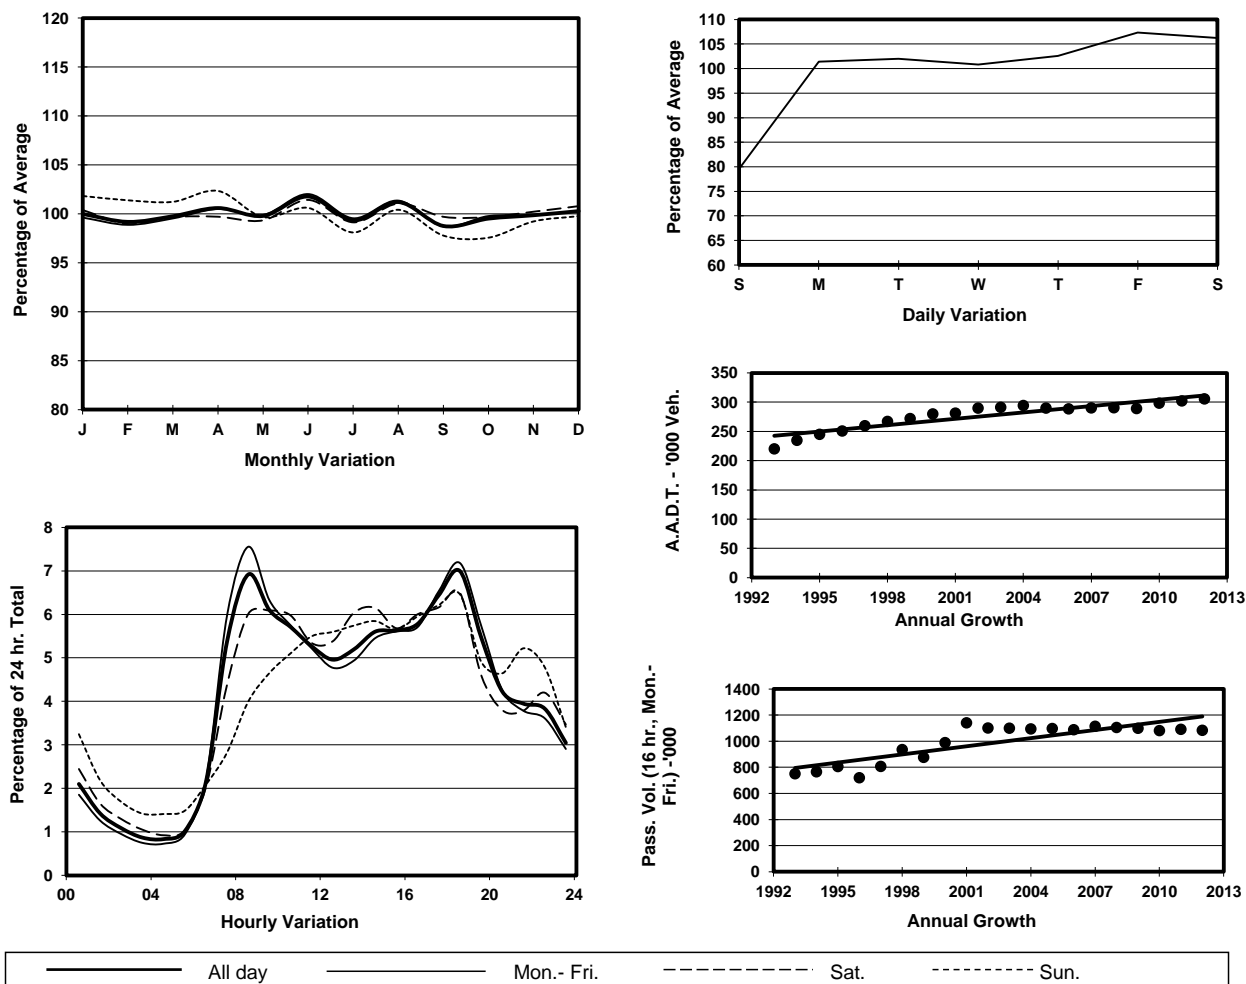 120
115
110
105
100
95
90
85
80
Percentage of Average
J F M A M J J A S O N D
Monthly Variation
110
105
100
95
90
85
80
75
70
65
60
Percentage of Average
S M T W T F S
Daily Variation
350
300
250
200
150
100
50
0
A.A.D.T. - '000 Veh.
1992 1995 1998 2001 2004 2007 2010 2013
Annual Growth
8
7
6
5
4
3
2
1
0
Percentage of 24 hr. Total
00 04 08 12 16 20 24
Hourly Variation
1400
1200
1000
800
600
400
200
0
Pass. Vol. (16 hr., Mon.-
Fri.) -'000
1992 1995 1998 2001 2004 2007 2010 2013
Annual Growth
All day Mon.- Fri. Sat. Sun.